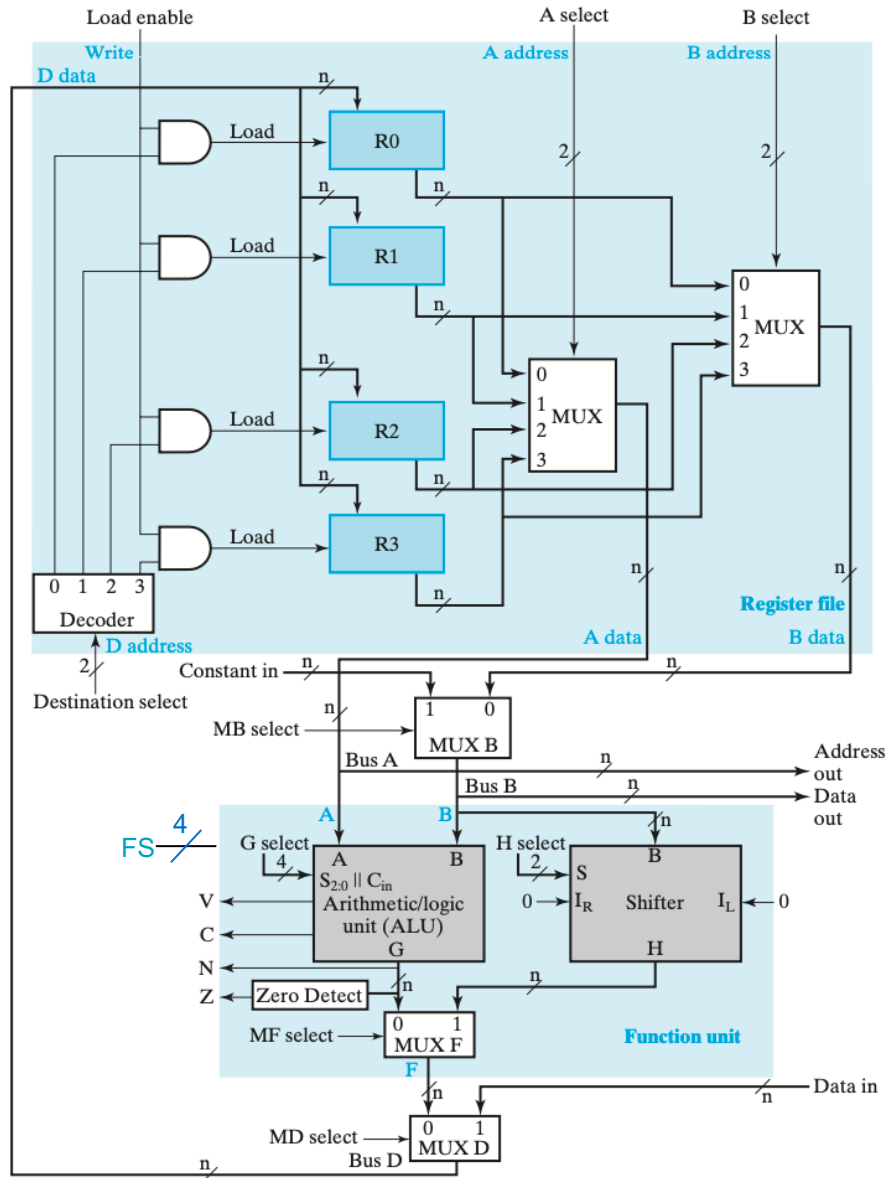 Load enable
A select
B select
Write
A address
B address
D data
n
Load
R0
2
2
n
n
Load
R1
0
n
1
MUX
2
3
n
0
1
MUX
2
3
Load
R2
n
n
Load
R3
n
n
n
0 1 2 3
Decoder
Register file
D address
A data
B data
2
Constant in
n
n
Destination select
n
1 0
MB select
MUX B
Bus A
n
Address
out
Bus B
n
Data
out
A
B
n
4
FS
G select
4
A
B
H select
2
B
S
S2:0 || Cin
V
Arithmetic/logic
unit (ALU)
0
IR
Shifter
IL
0
C
G
H
N
Z
Zero Detect
n
n
0 1
MF select
MUX F
Function unit
F
n
n
Data in
0 1
MD select
MUX D
Bus D
n